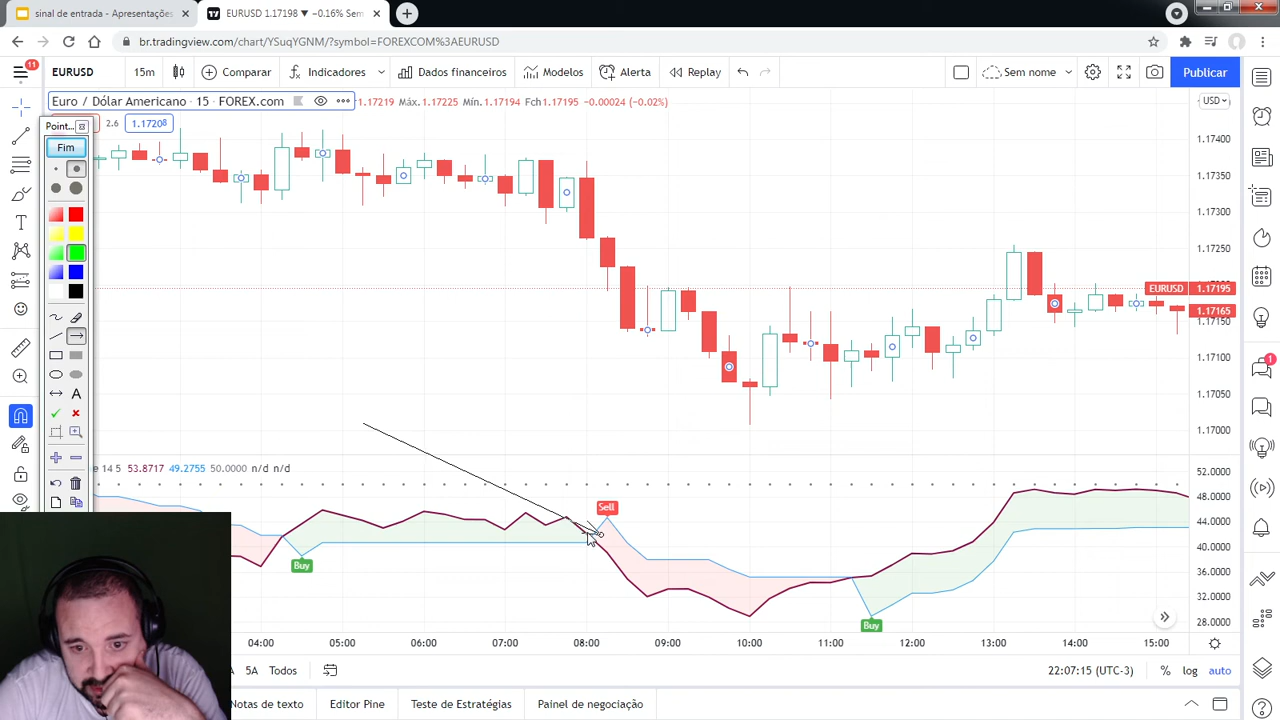 sinal de entrada - Apresentações
EURUSD 1.17198 ▼ −0.16% Sem
br.tradingview.com/chart/YSuqYGNM/?symbol=FOREXCOM%3AEURUSD
11
EURUSD
15m
Comparar
Indicadores
Dados financeiros
Modelos
Alerta
Replay
Sem nome
Publicar
Euro / Dólar Americano · 15 · FOREX.com
1.17219 Máx.1.17225 Mín.1.17194 Fch1.17195 −0.00024 (−0.02%)
USD
2.6
1.17208
Point...
Fim
T
A
1.17400
1.17350
1.17300
1.17250
EURUSD 1.17195
1.17165
1.17150
1.17100
1.17050
1.17000
1
e 14 5 53.8717 49.2755 50.0000 n/d n/d
52.0000
48.0000
44.0000
40.0000
36.0000
32.0000
28.0000
Sell
Buy
Buy
04:00
05:00
06:00
07:00
08:00
09:00
10:00
11:00
12:00
13:00
14:00
15:00
A
5A
Todos
22:07:15 (UTC-3)
%
log
auto
Notas de texto
Editor Pine
Teste de Estratégias
Painel de negociação